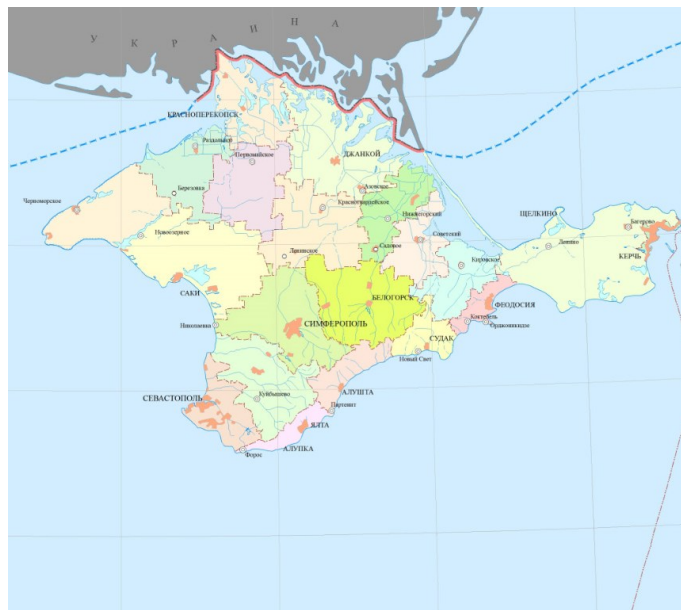 УКРАИНА
КРАСНОПЕРЕКОПСК
Раздольное
Первомайское
ДЖАНКОЙ
Азовское
Березовка
Красногвардейское
Черноморское
Нижнегорский
ЩЕЛКИНО
Багерово
Новоозерное
Советский
Садовое
Ленино
КЕРЧЬ
Кировское
САКИ
БЕЛОГОРСК
ФЕОДОСИЯ
Николаевка
СИМФЕРОПОЛЬ
Коктебель
Орджоникидзе
СУДАК
Новый Свет
СЕВАСТОПОЛЬ
Куйбышево
АЛУШТА
Партенит
ЯЛТА
АЛУПКА
Форос